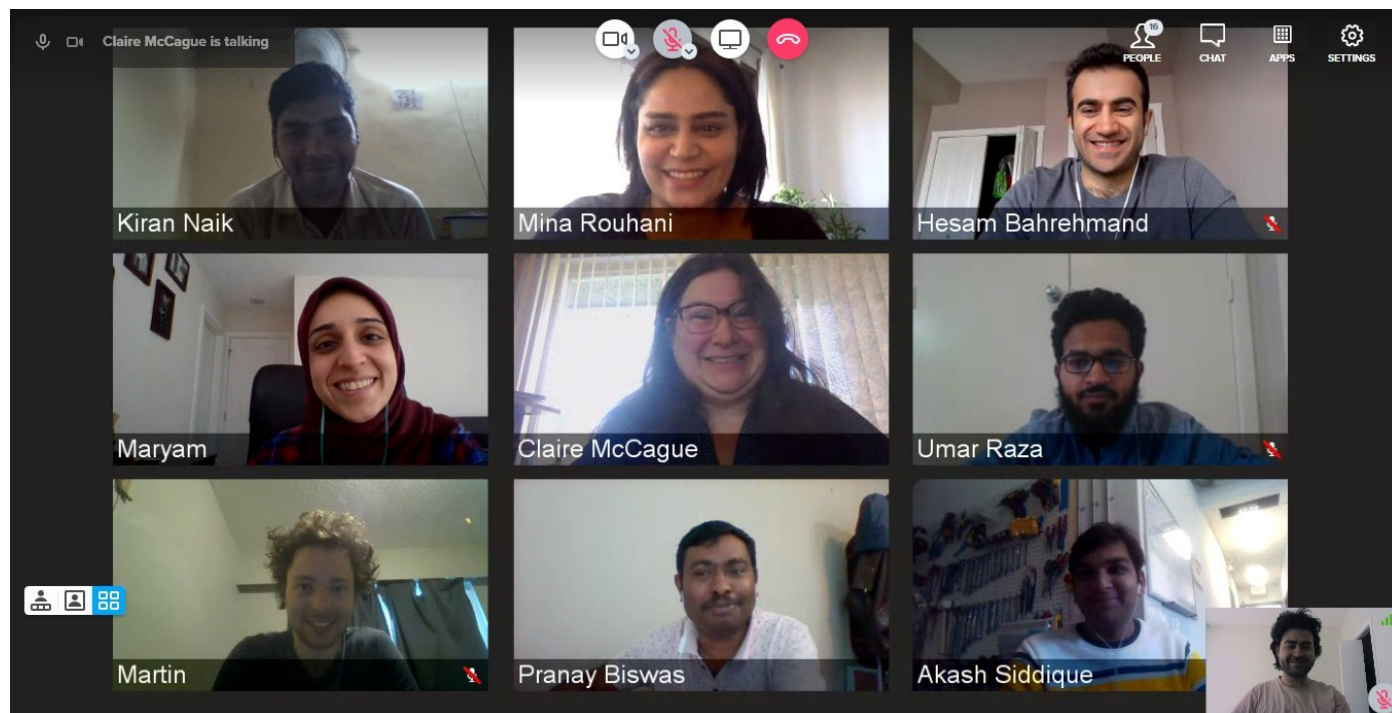 Claire McCague is talking
16
PEOPLE
CHAT
APPS
SETTINGS
Kiran Naik
Mina Rouhani
Hesam Bahrehmand
Maryam
Claire McCague
Umar Raza
Martin
Pranay Biswas
Akash Siddique